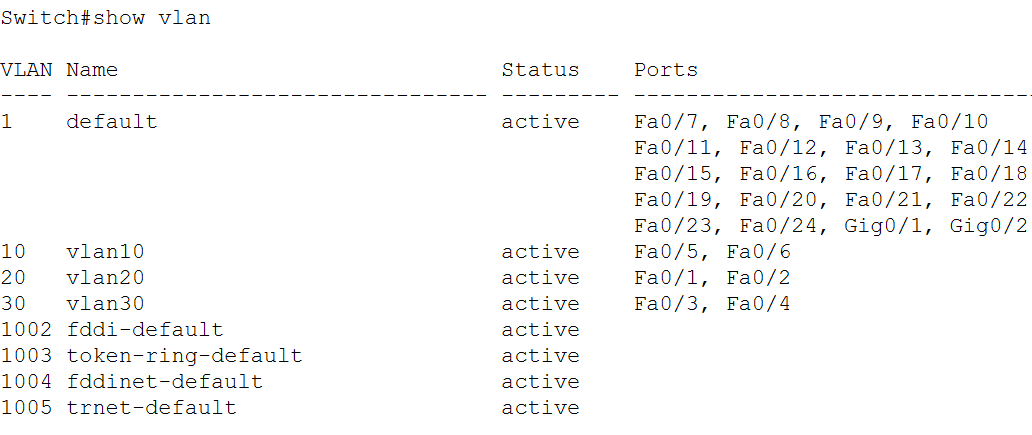 Switch#show vlan
VLAN Name                             Status    Ports
---- -------------------------------- --------- -------------------------------
1    default                          active    Fa0/7, Fa0/8, Fa0/9, Fa0/10
                                                Fa0/11, Fa0/12, Fa0/13, Fa0/14
                                                Fa0/15, Fa0/16, Fa0/17, Fa0/18
                                                Fa0/19, Fa0/20, Fa0/21, Fa0/22
                                                Fa0/23, Fa0/24, Gig0/1, Gig0/2
10   vlan10                           active    Fa0/5, Fa0/6
20   vlan20                           active    Fa0/1, Fa0/2
30   vlan30                           active    Fa0/3, Fa0/4
1002 fddi-default                     active
1003 token-ring-default               active
1004 fddinet-default                  active
1005 trnet-default                    active